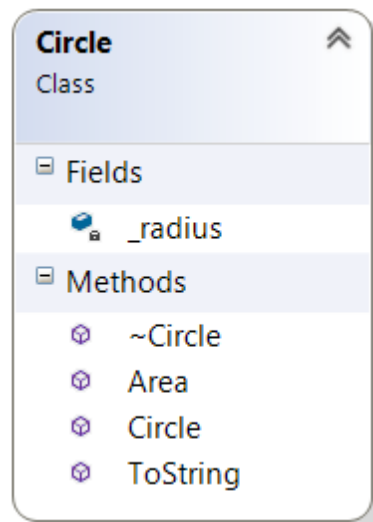 Circle
Class
Fields
_radius
Methods
~Circle
Area
Circle
ToString